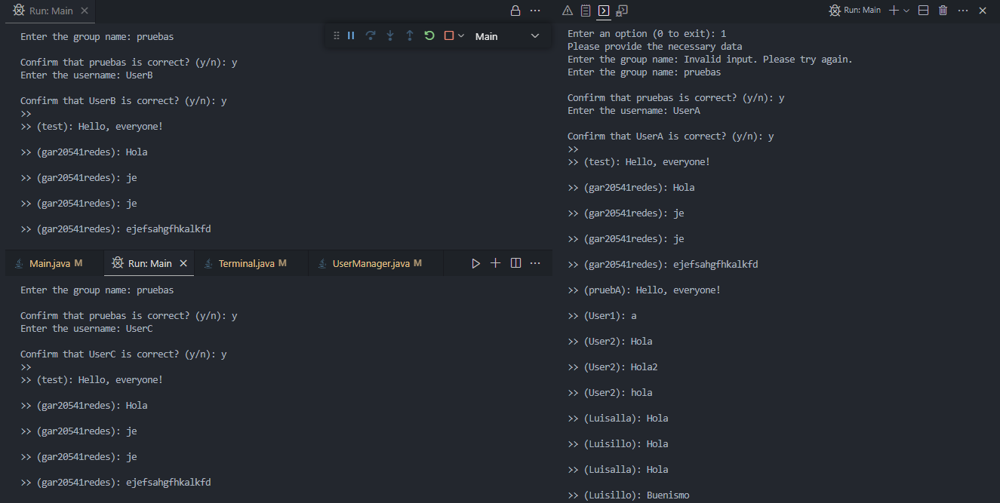 Run: Main
Enter the group name: pruebas
Confirm that pruebas is correct? (y/n): y
Enter the username: UserB
Confirm that UserB is correct? (y/n): y
>>
>> (test): Hello, everyone!
>> (gar20541redes): Hola
>> (gar20541redes): je
>> (gar20541redes): je
>> (gar20541redes): ejefsahgfhkalkfd
Main
Main.java M
Run: Main
Terminal.java M
UserManager.java M
Enter the group name: pruebas
Confirm that pruebas is correct? (y/n): y
Enter the username: UserC
Confirm that UserC is correct? (y/n): y
>>
>> (test): Hello, everyone!
>> (gar20541redes): Hola
>> (gar20541redes): je
>> (gar20541redes): je
>> (gar20541redes): ejefsahgfhkalkfd
Run: Main
Enter an option (0 to exit): 1
Please provide the necessary data
Enter the group name: Invalid input. Please try again.
Enter the group name: pruebas
Confirm that pruebas is correct? (y/n): y
Enter the username: UserA
Confirm that UserA is correct? (y/n): y
>>
>> (test): Hello, everyone!
>> (gar20541redes): Hola
>> (gar20541redes): je
>> (gar20541redes): je
>> (gar20541redes): ejefsahgfhkalkfd
>> (pruebA): Hello, everyone!
>> (User1): a
>> (User2): Hola
>> (User2): Hola2
>> (User2): hola
>> (Luisalla): Hola
>> (Luisillo): Hola
>> (Luisalla): Hola
>> (Luisillo): Buenismo